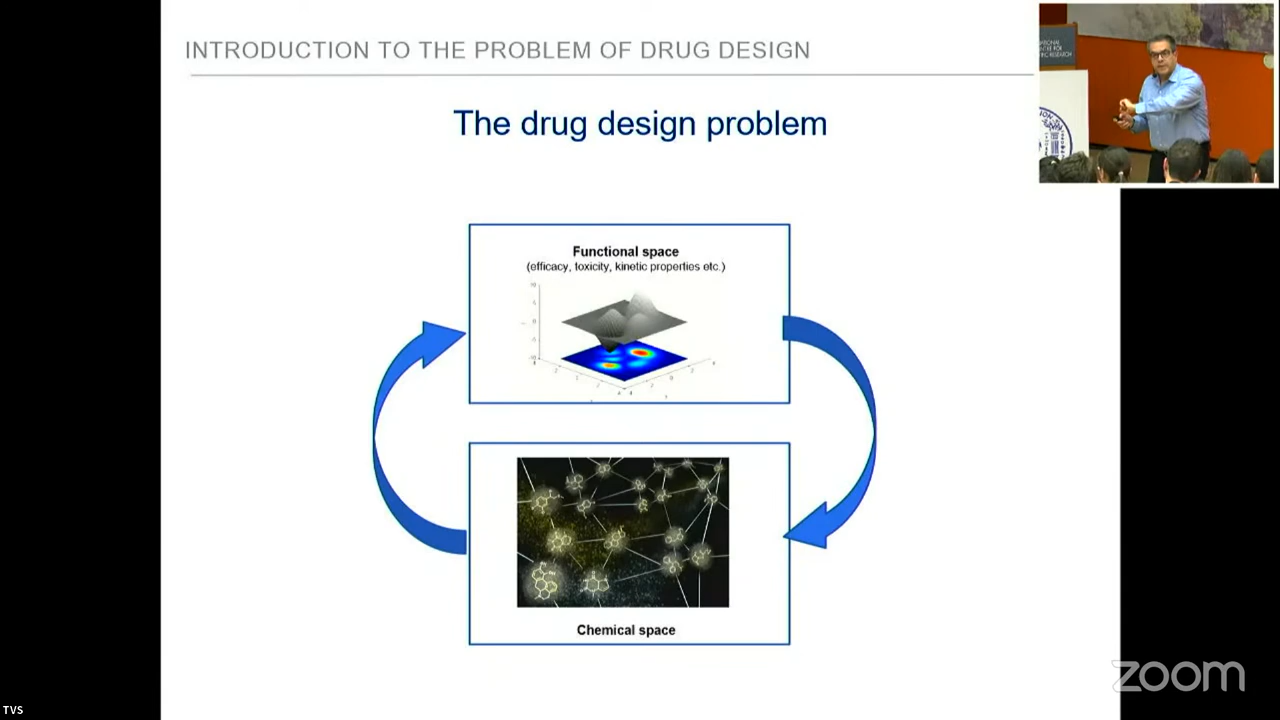 INTRODUCTION TO THE PROBLEM OF DRUG DESIGN
The drug design problem
Functional space
(efficacy, toxicity, kinetic properties etc.)
Chemical space
zoom
TVS